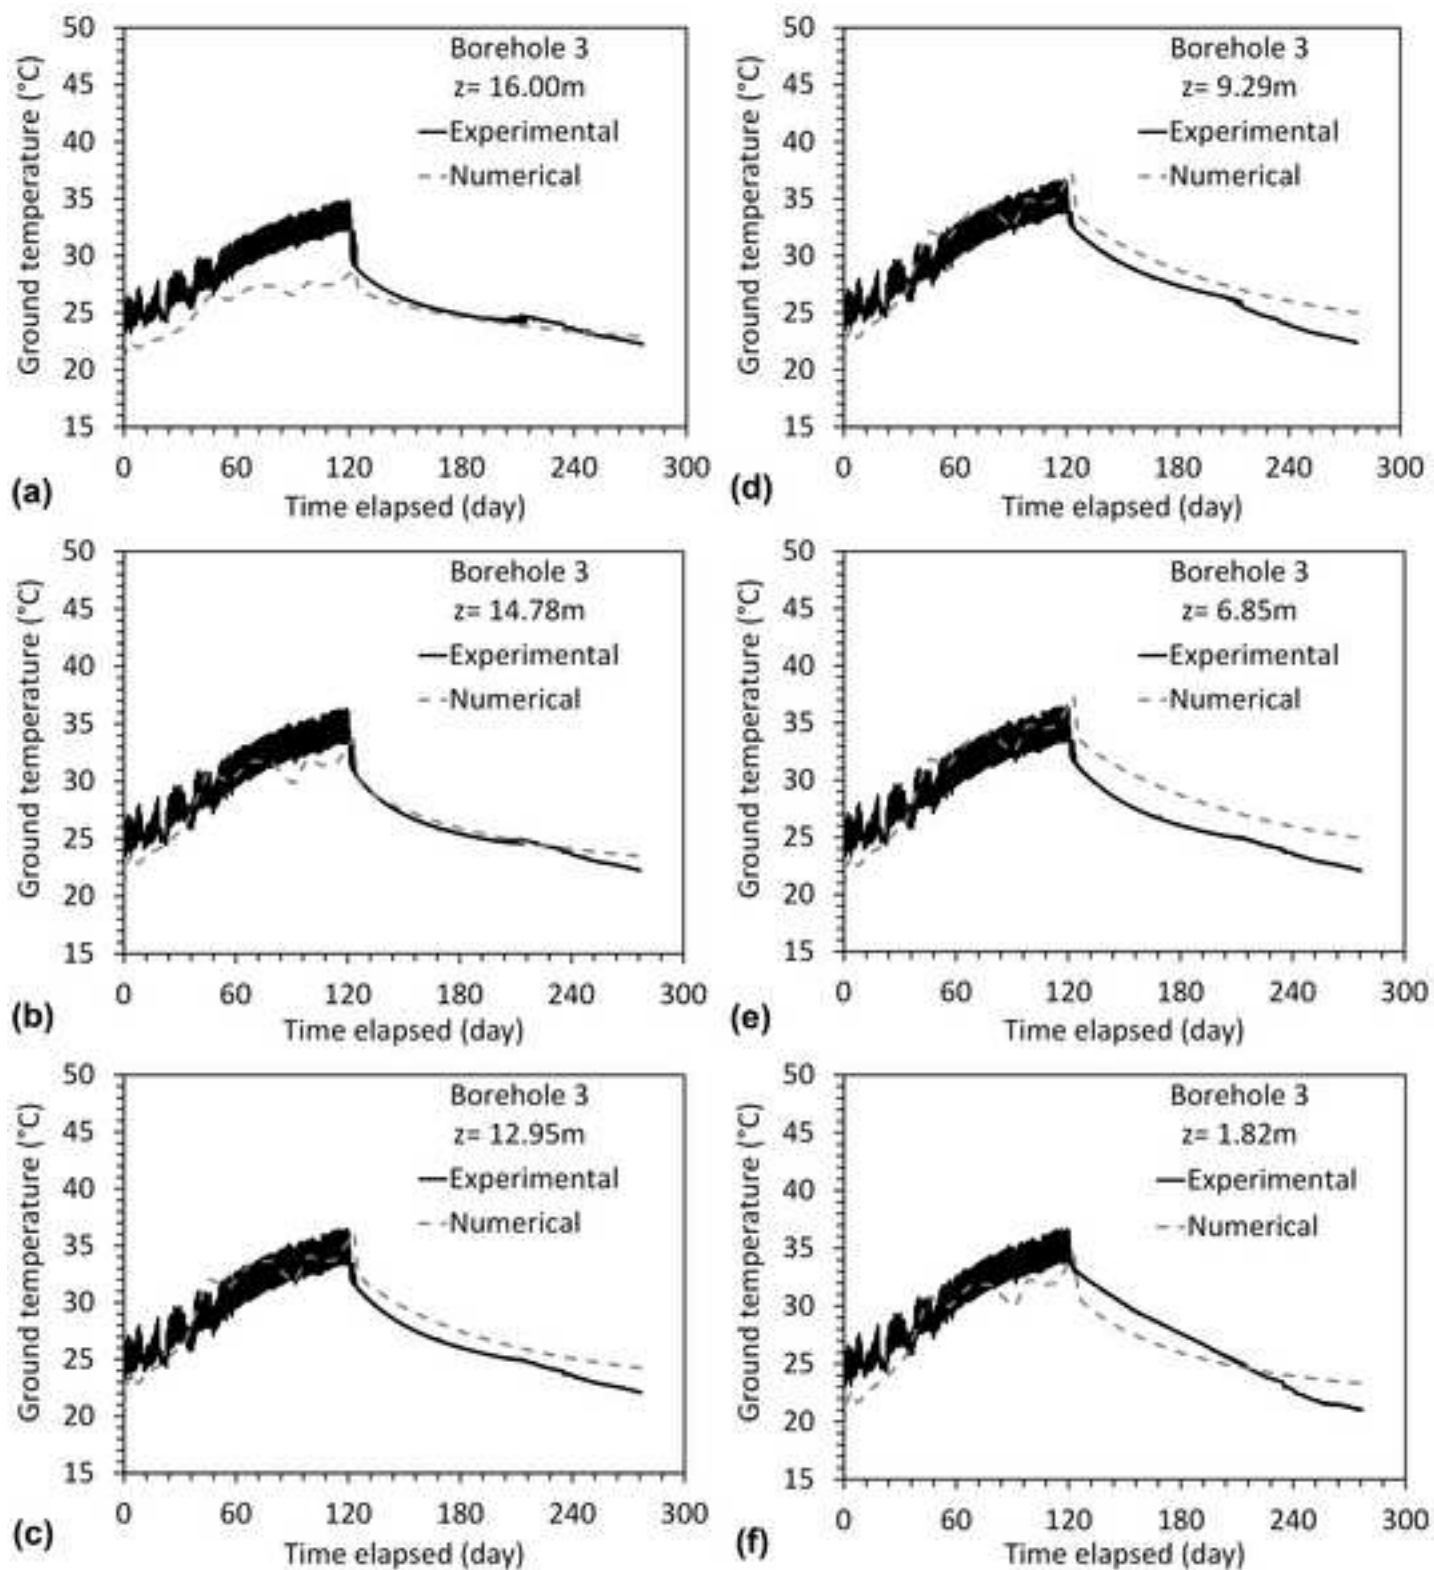 50
45
40
35
30
25
20
15
Ground temperature (°C)
Borehole 3
z= 16.00m
Experimental
Numerical
0 60 120 180 240 300
(a)
Time elapsed (day)
50
45
40
35
30
25
20
15
Ground temperature (°C)
Borehole 3
z= 9.29m
Experimental
Numerical
0 60 120 180 240 300
(d)
Time elapsed (day)
50
45
40
35
30
25
20
15
Ground temperature (°C)
Borehole 3
z= 14.78m
Experimental
Numerical
0 60 120 180 240 300
(b)
Time elapsed (day)
50
45
40
35
30
25
20
15
Ground temperature (°C)
Borehole 3
z= 6.85m
Experimental
Numerical
0 60 120 180 240 300
(e)
Time elapsed (day)
50
45
40
35
30
25
20
15
Ground temperature (°C)
Borehole 3
z= 12.95m
Experimental
Numerical
0 60 120 180 240 300
(c)
Time elapsed (day)
50
45
40
35
30
25
20
15
Ground temperature (°C)
Borehole 3
z= 1.82m
Experimental
Numerical
0 60 120 180 240 300
(f)
Time elapsed (day)